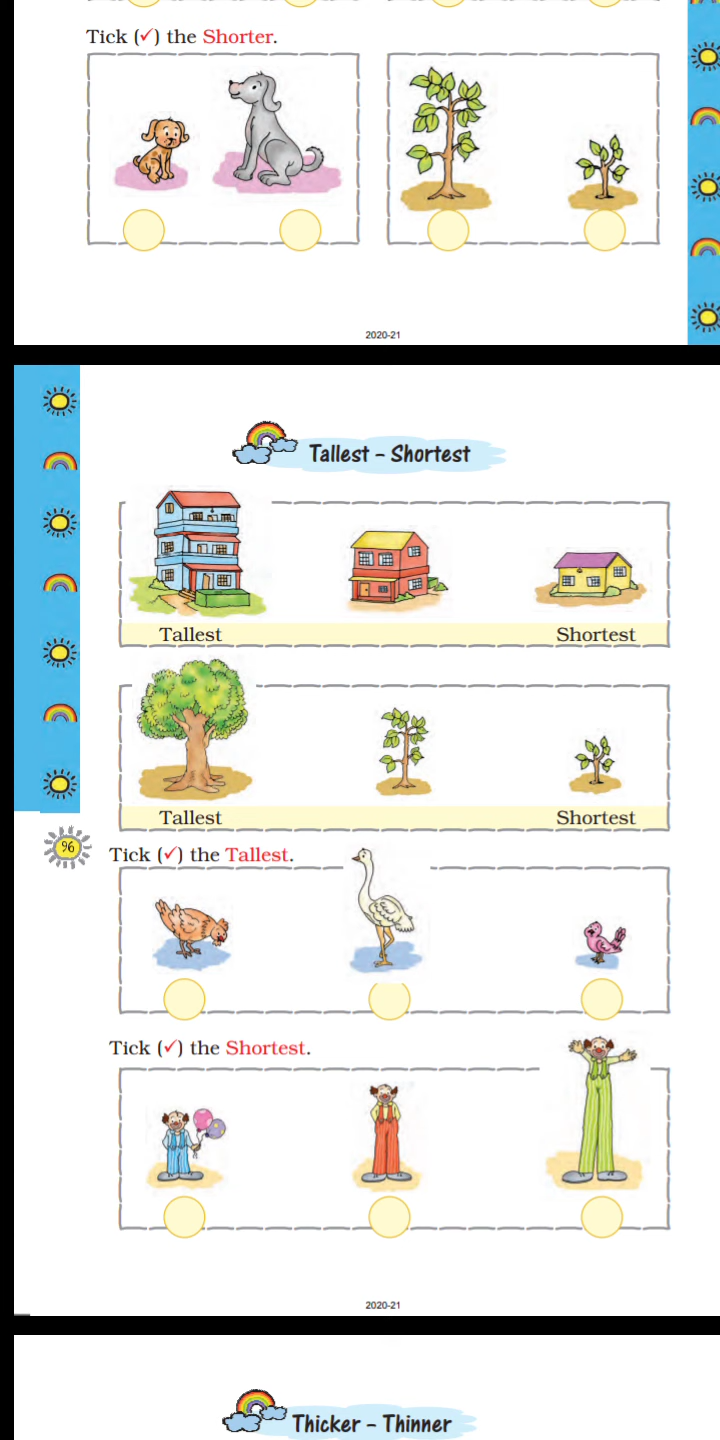 Tick (✓) the Shorter.
2020-21
Tallest – Shortest
Tallest Shortest
Tallest Shortest
96
Tick (✓) the Tallest.
Tick (✓) the Shortest.
2020-21
Thicker – Thinner